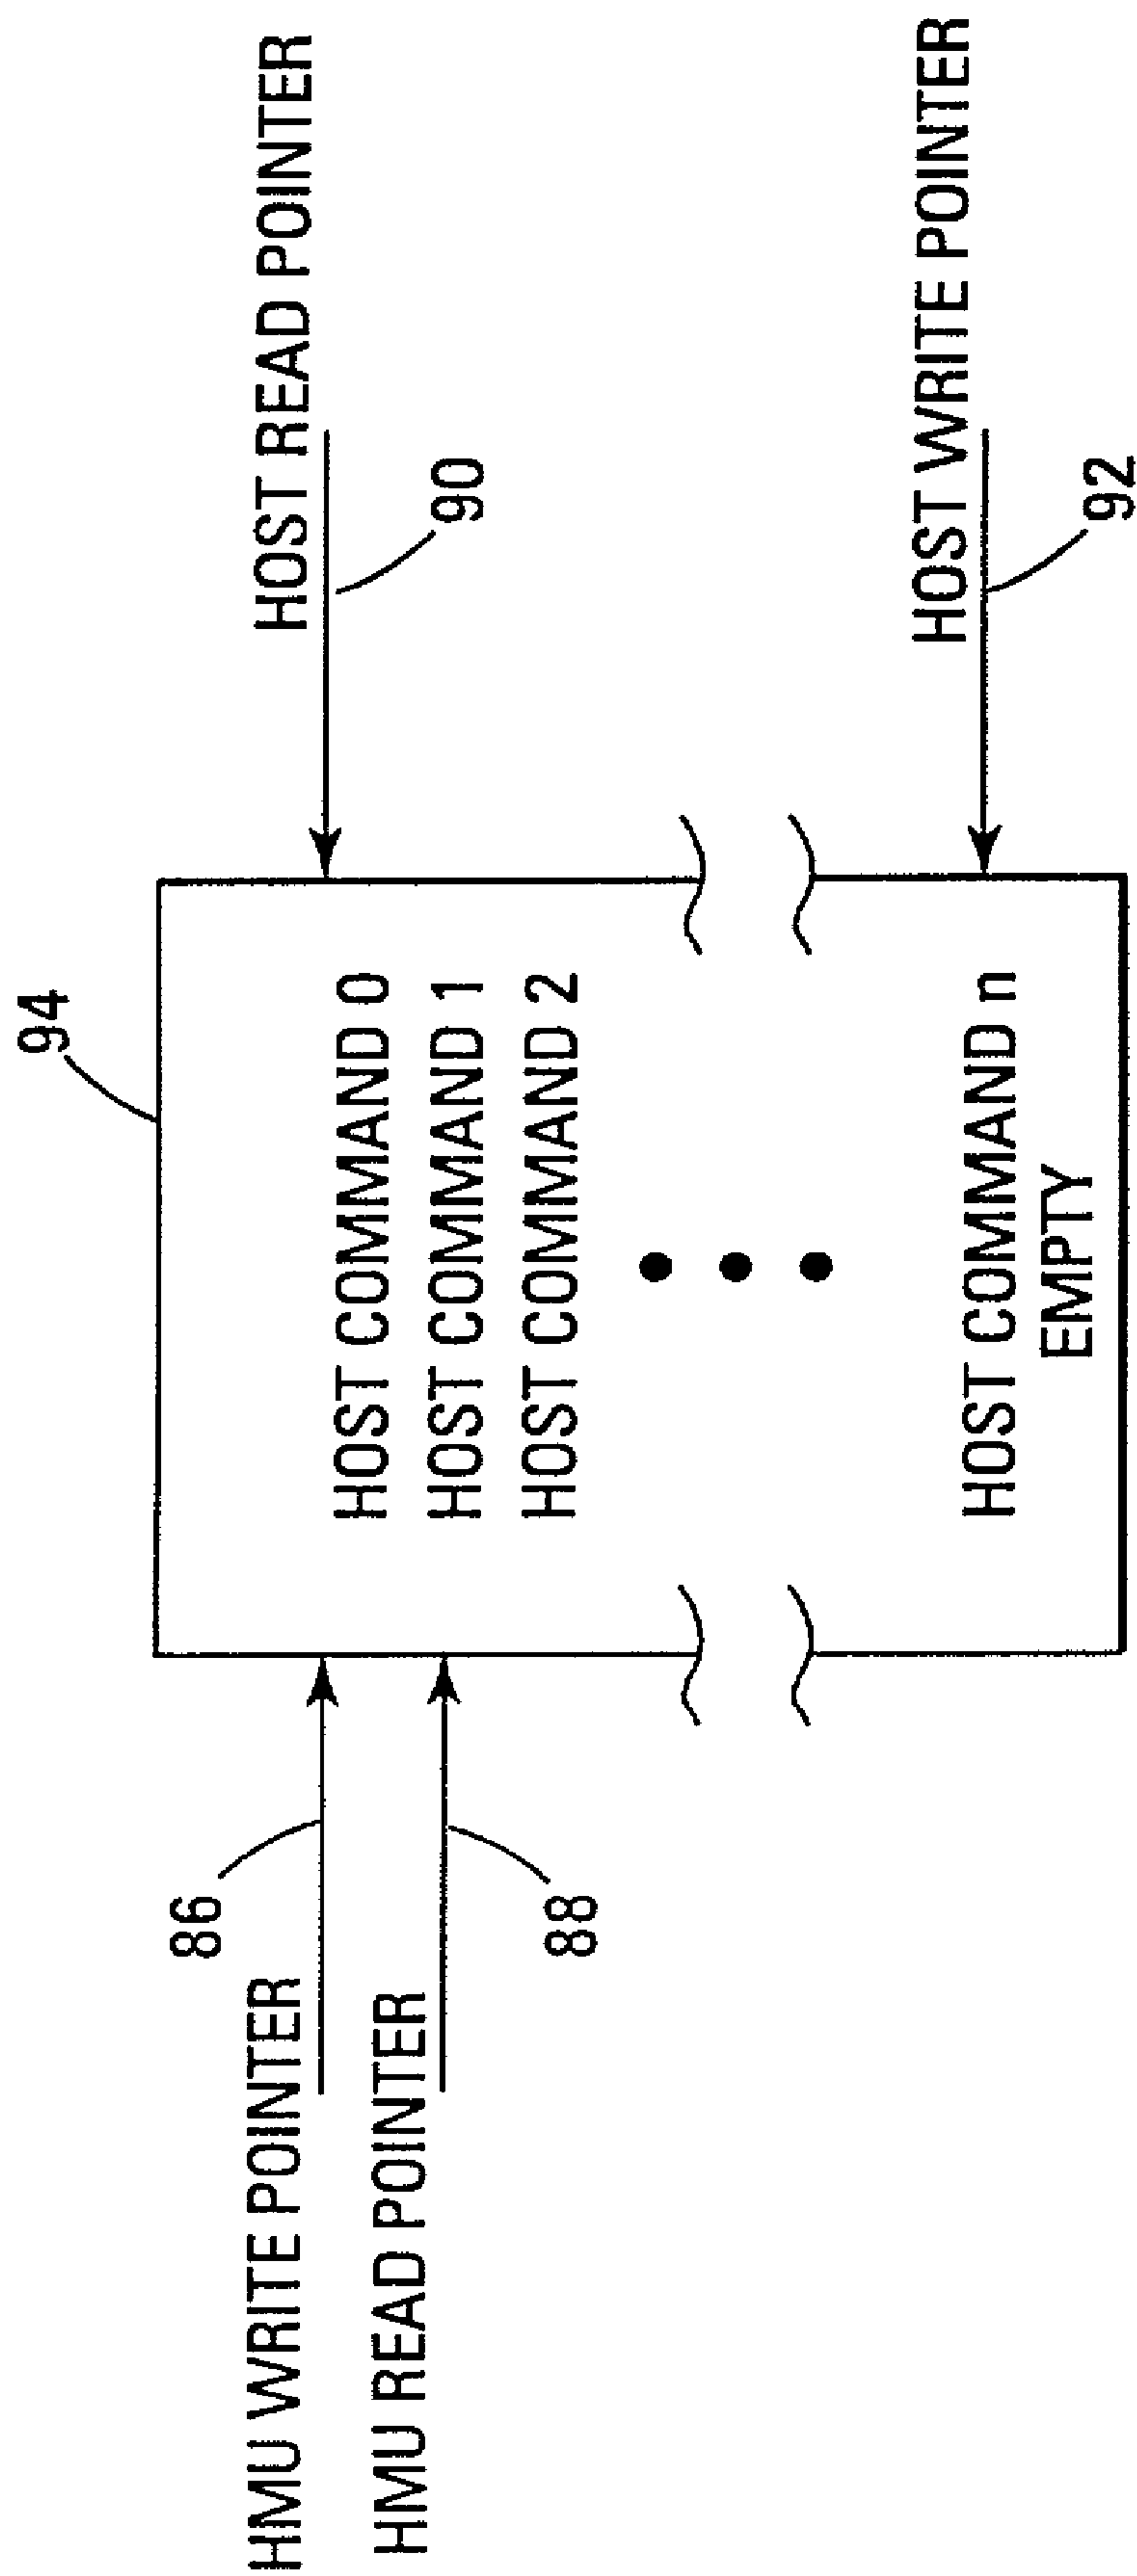 94
HMU WRITE POINTER
86
HOST READ POINTER
90
HMU READ POINTER
88
HOST COMMAND 0
HOST COMMAND 1
HOST COMMAND 2
HOST COMMAND n
EMPTY
HOST WRITE POINTER
92